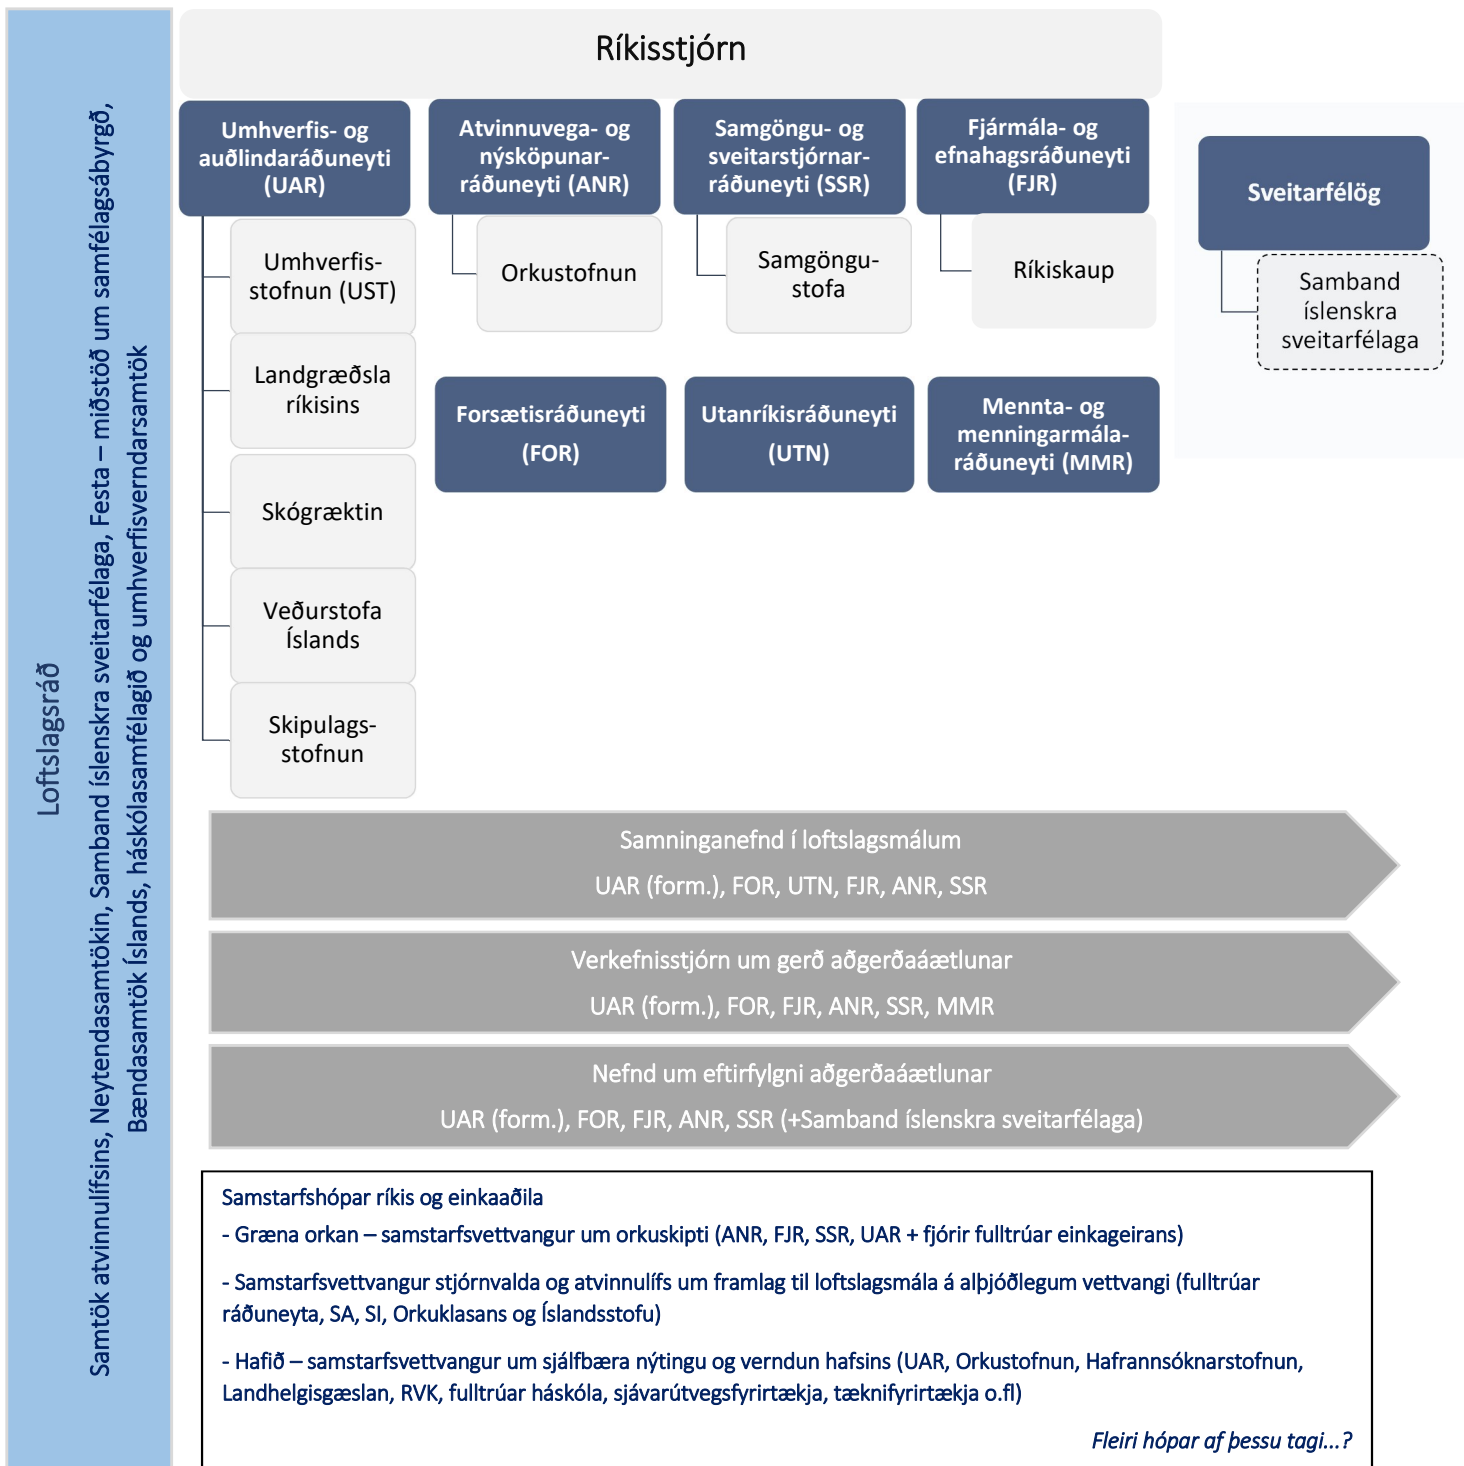 Loftslagsráð
Samtök atvinnulífsins, Neytendasamtökin, Samband íslenskra sveitarfélaga, Festa – miðstöð um samfélagsábyrgð,
Bændasamtök Íslands, háskólasamfélagið og umhverfisverndarsamtök
Ríkisstjórn
Umhverfis- og
auðlindaráðuneyti
(UAR)
Umhverfis-
stofnun (UST)
Landgræðsla
ríkisins
Skógræktin
Veðurstofa
Íslands
Skipulags-
stofnun
Atvinnuvega- og
nýsköpunar-
ráðuneyti (ANR)
Orkustofnun
Samgöngu- og
sveitarstjórnar-
ráðuneyti (SSR)
Samgöngu-
stofa
Fjármála- og
efnahagsráðuneyti
(FJR)
Ríkiskaup
Forsætisráðuneyti
(FOR)
Utanríkisráðuneyti
(UTN)
Mennta- og
menningarmála-
ráðuneyti (MMR)
Sveitarfélög
Samband
íslenskra
sveitarfélaga
Samninganefnd í loftslagsmálum
UAR (form.), FOR, UTN, FJR, ANR, SSR
Verkefnisstjórn um gerð aðgerðaáætlunar
UAR (form.), FOR, FJR, ANR, SSR, MMR
Nefnd um eftirfylgni aðgerðaáætlunar
UAR (form.), FOR, FJR, ANR, SSR (+Samband íslenskra sveitarfélaga)
Samstarfshópar ríkis og einkaaðila
- Græna orkan – samstarfsvettvangur um orkuskipti (ANR, FJR, SSR, UAR + fjórir fulltrúar einkageirans)
- Samstarfsvettvangur stjórnvalda og atvinnulífs um framlag til loftslagsmála á alþjóðlegum vettvangi (fulltrúar
ráðuneyta, SA, SI, Orkuklasans og Íslandsstofu)
- Hafið – samstarfsvettvangur um sjálfbæra nýtingu og verndun hafsins (UAR, Orkustofnun, Hafrannsóknarstofnun,
Landhelgisgæslan, RVK, fulltrúar háskóla, sjávarútvegsfyrirtækja, tæknifyrirtækja o.fl)
Fleiri hópar af þessu tagi...?